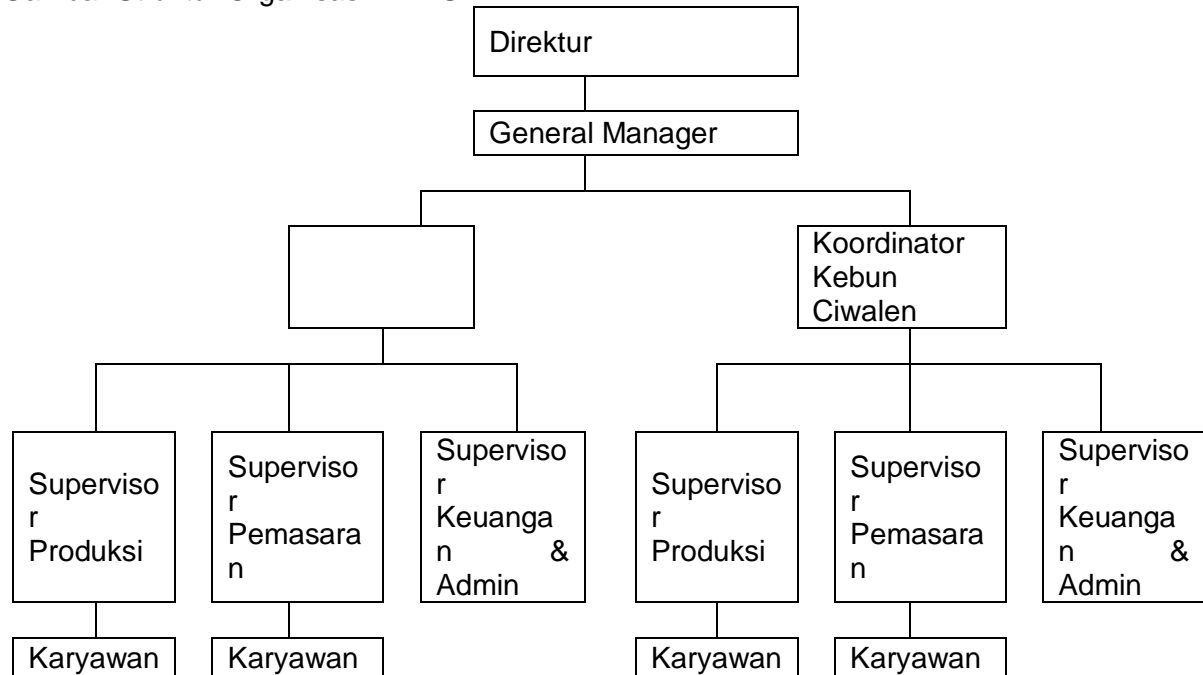 Direktur
General Manager
Koordinator
Kebun
Ciwalen
Superviso
r
Produksi
Superviso
r
Pemasara
n
Superviso
r
Keuanga
n &
Admin
Superviso
r
Produksi
Superviso
r
Pemasara
n
Superviso
r
Keuanga
n &
Admin
Karyawan
Karyawan
Karyawan
Karyawan